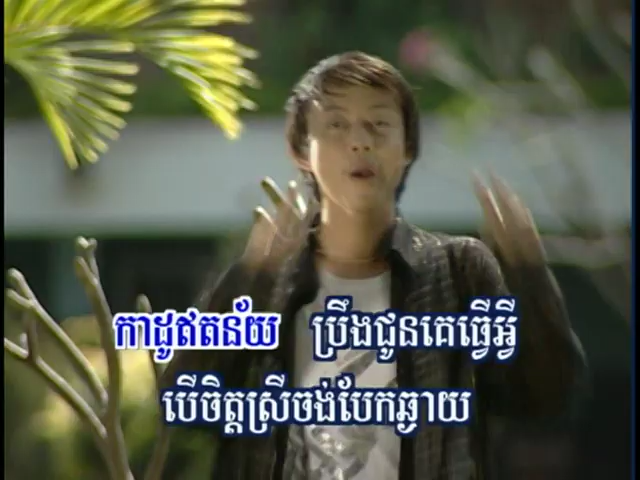 កាដូឥតន័យ ប្រឹងជូនគេធ្វើអ្វី
បើចិត្តស្រីចង់បែកឆ្ងាយ